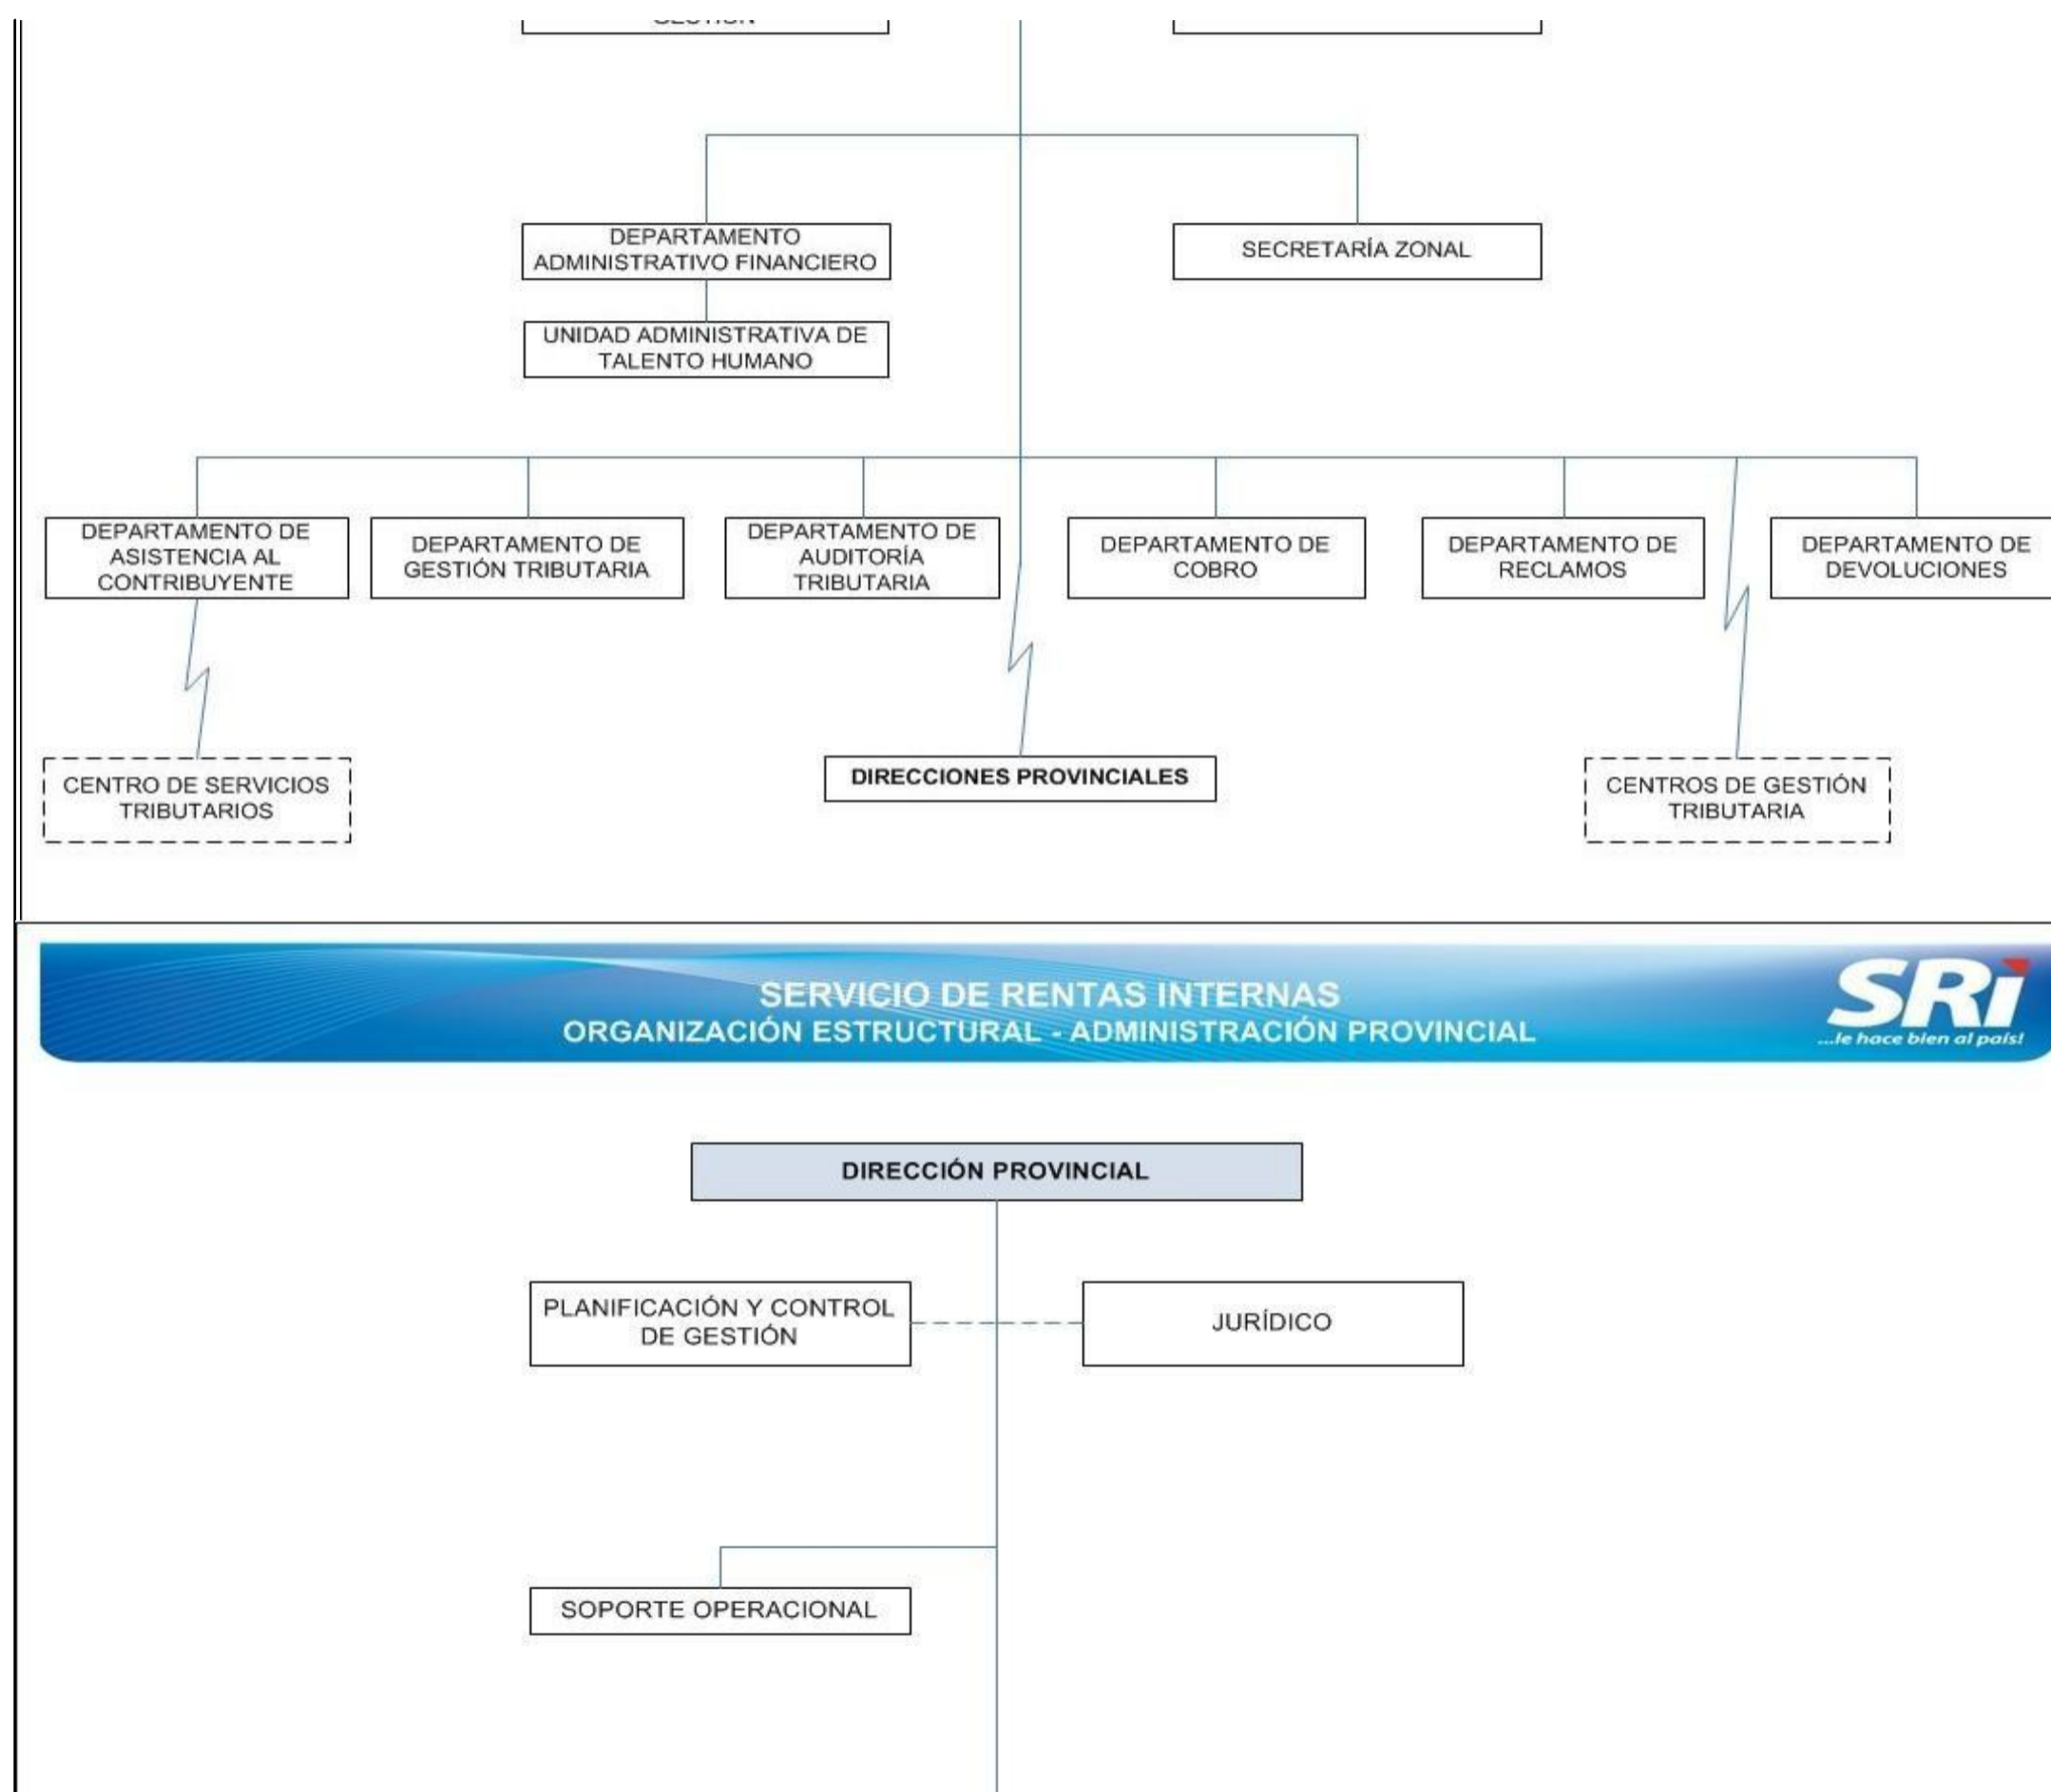 DEPARTAMENTO
ADMINISTRATIVO FINANCIERO
SECRETARÍA ZONAL
UNIDAD ADMINISTRATIVA DE
TALENTO HUMANO
DEPARTAMENTO DE
ASISTENCIA AL
CONTRIBUYENTE
DEPARTAMENTO DE
GESTIÓN TRIBUTARIA
DEPARTAMENTO DE
AUDITORÍA
TRIBUTARIA
DEPARTAMENTO DE
COBRO
DEPARTAMENTO DE
RECLAMOS
DEPARTAMENTO DE
DEVOLUCIONES
CENTRO DE SERVICIOS
TRIBUTARIOS
DIRECCIONES PROVINCIALES
CENTROS DE GESTIÓN
TRIBUTARIA
SERVICIO DE RENTAS INTERNAS
ORGANIZACIÓN ESTRUCTURAL - ADMINISTRACIÓN PROVINCIAL
SRi
...le hace bien al país!
DIRECCIÓN PROVINCIAL
PLANIFICACIÓN Y CONTROL
DE GESTIÓN
JURÍDICO
SOPORTE OPERACIONAL